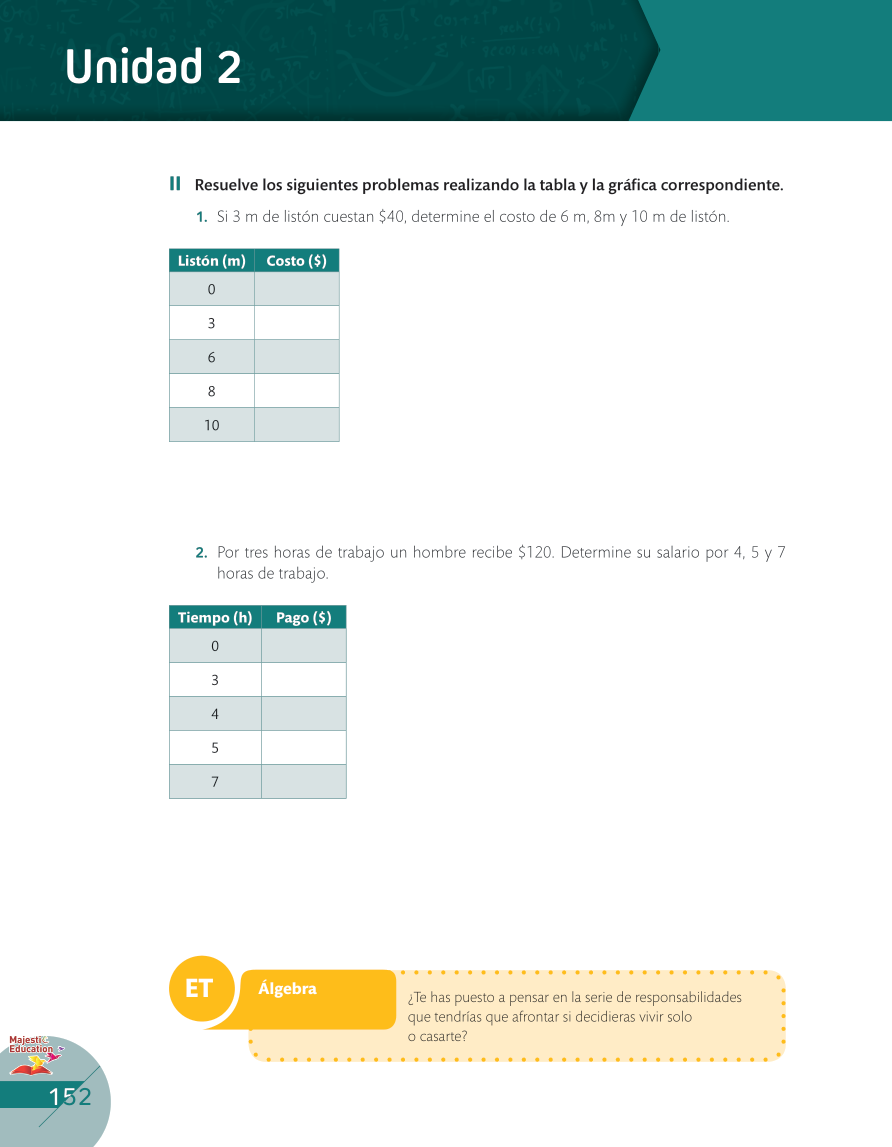 Unidad 2
II Resuelve los siguientes problemas realizando la tabla y la gráfica correspondiente.
1. Si 3 m de listón cuestan $40, determine el costo de 6 m, 8m y 10 m de listón.
Listón (m) Costo ($)
0
3
6
8
10
2. Por tres horas de trabajo un hombre recibe $120. Determine su salario por 4, 5 y 7
horas de trabajo.
Tiempo (h) Pago ($)
0
3
4
5
7
ET
Álgebra
¿Te has puesto a pensar en la serie de responsabilidades
que tendrías que afrontar si decidieras vivir solo
o casarte?
Majestic
Education
152